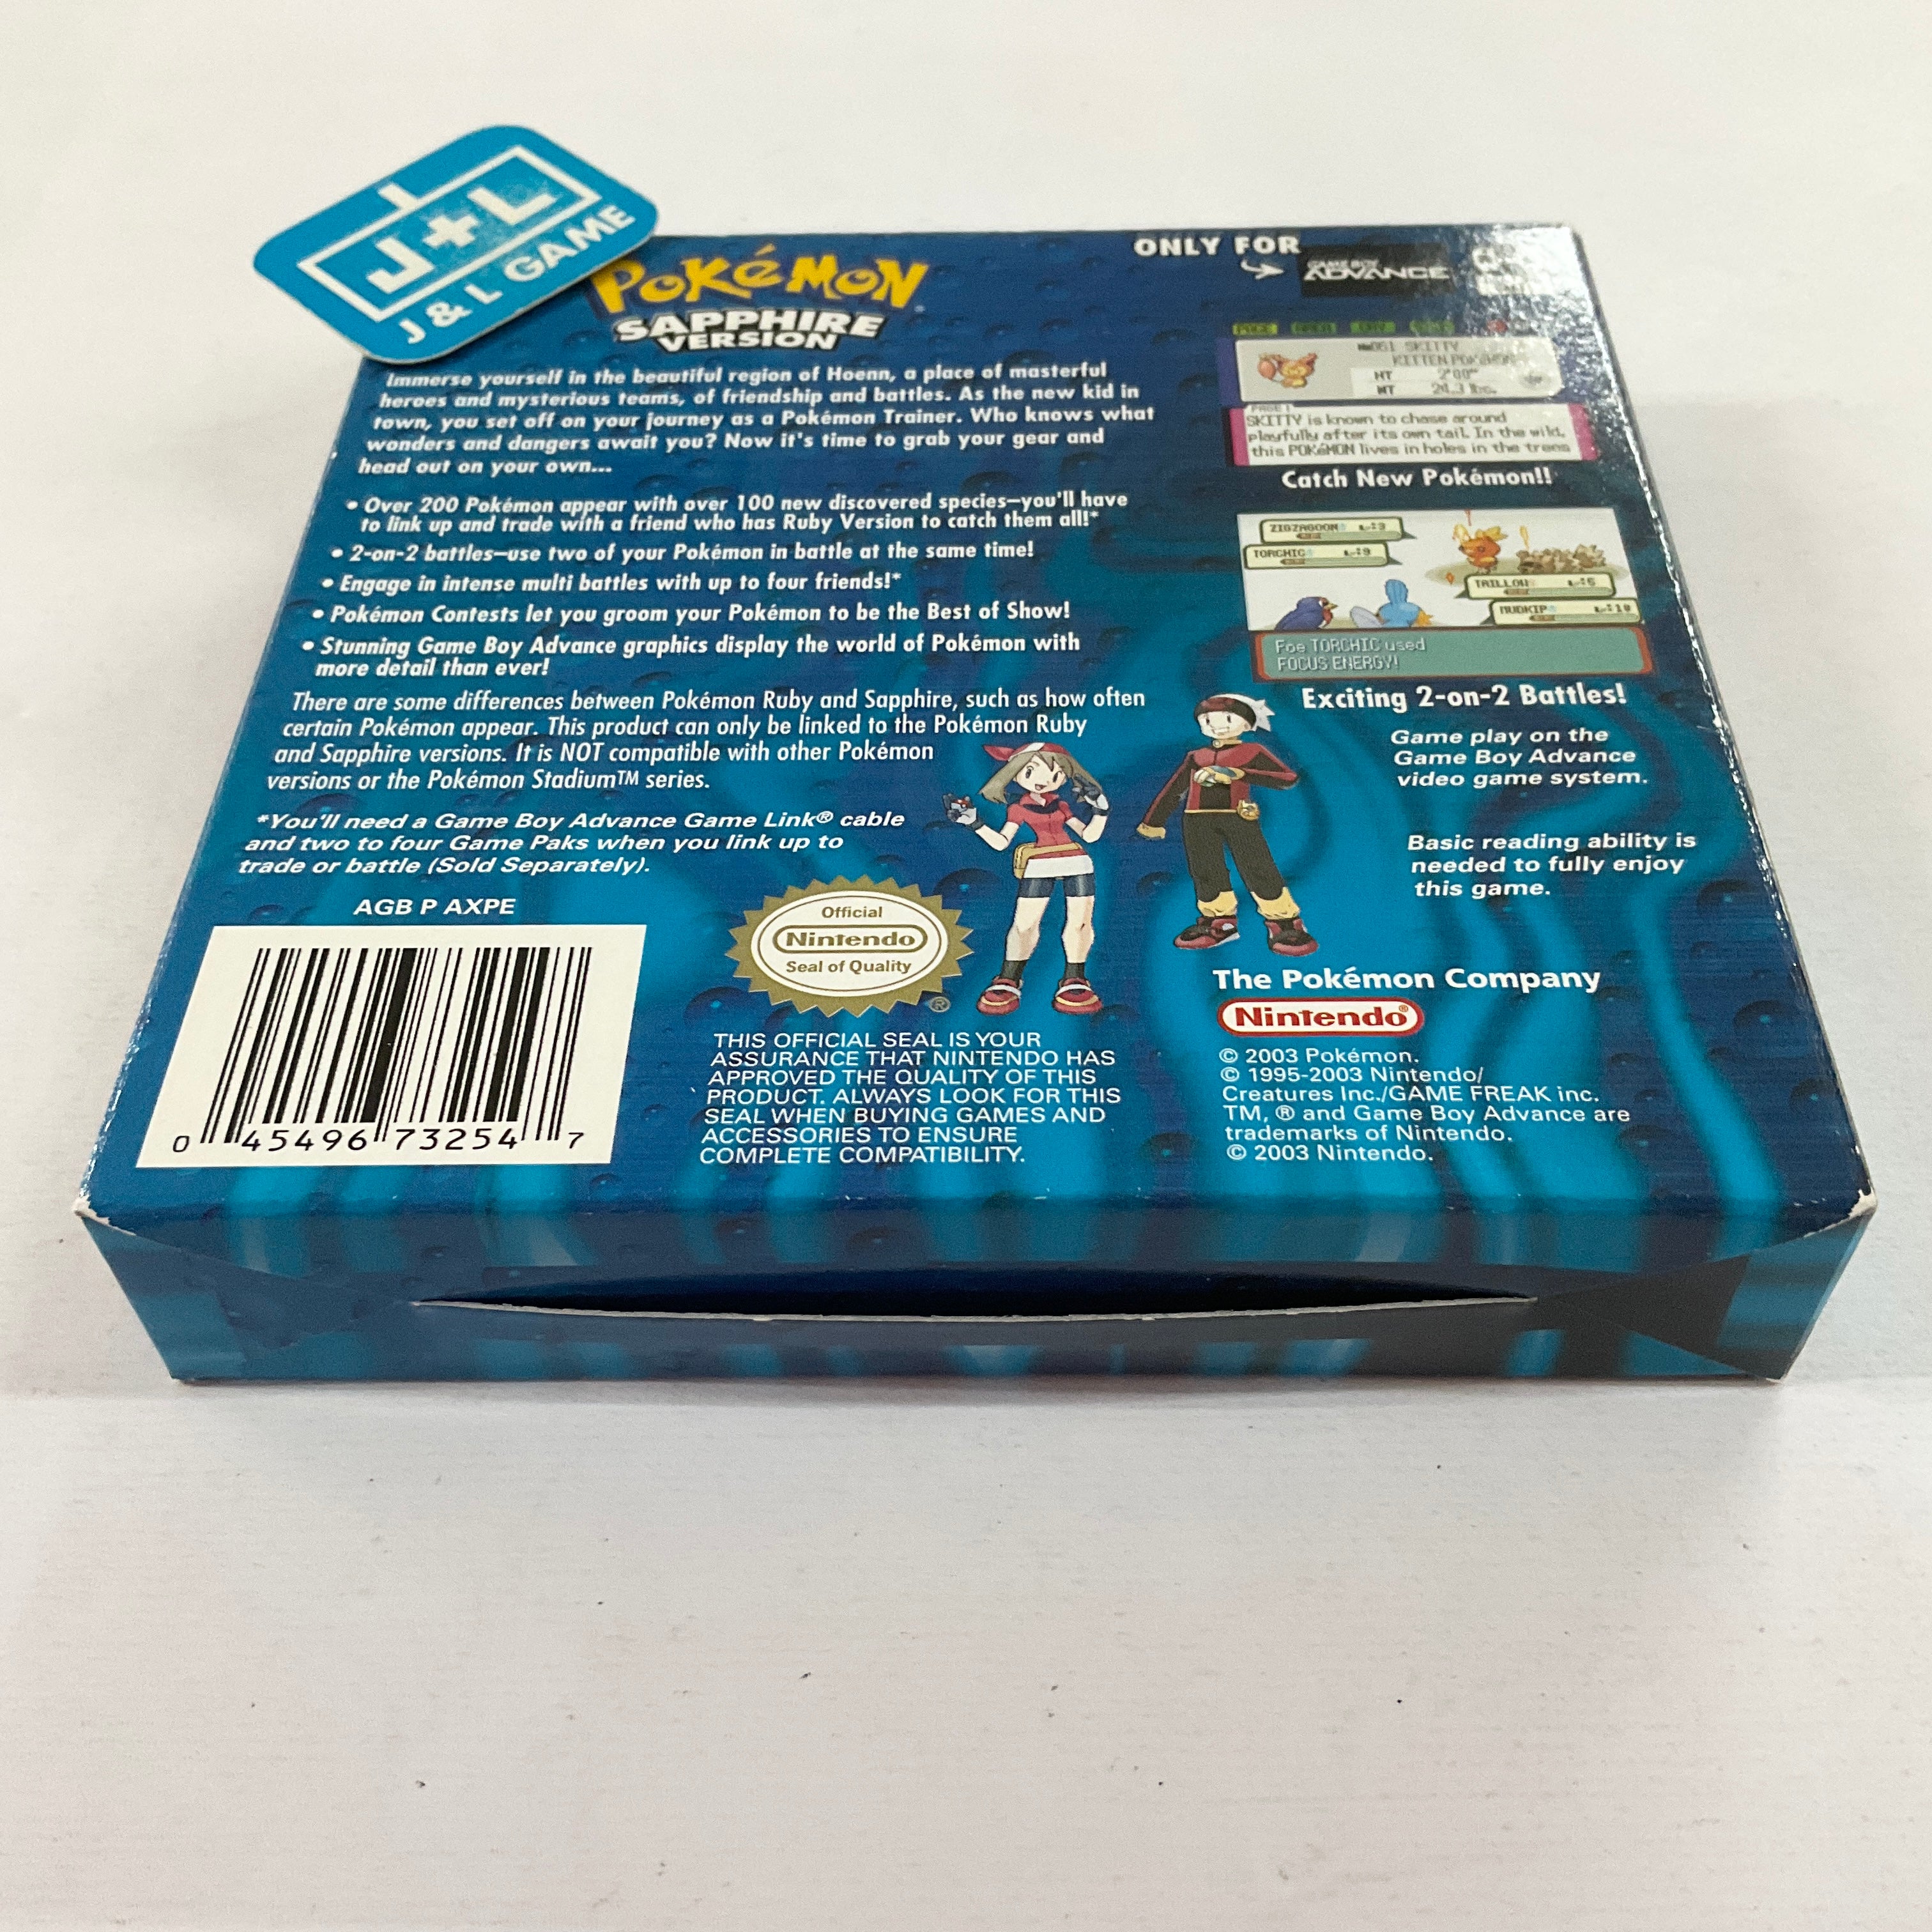 J+L
J & L GAME
POKéMON
SAPPHIRE
VERSION
ONLY FOR
GAME BOY
ADVANCE
Immerse yourself in the beautiful region of Hoenn, a place of masterful
heroes and mysterious teams, of friendship and battles. As the new kid in
town, you set off on your journey as a Pokémon Trainer. Who knows what
wonders and dangers await you? Now it's time to grab your gear and
head out on your own...
• Over 200 Pokémon appear with over 100 new discovered species—you'll have
to link up and trade with a friend who has Ruby Version to catch them all!*
• 2-on-2 battles—use two of your Pokémon in battle at the same time!
• Engage in intense multi battles with up to four friends!*
• Pokémon Contests let you groom your Pokémon to be the Best of Show!
• Stunning Game Boy Advance graphics display the world of Pokémon with
more detail than ever!
There are some differences between Pokémon Ruby and Sapphire, such as how often
certain Pokémon appear. This product can only be linked to the Pokémon Ruby
and Sapphire versions. It is NOT compatible with other Pokémon
versions or the Pokémon Stadium™ series.
*You'll need a Game Boy Advance Game Link® cable
and two to four Game Paks when you link up to
trade or battle (Sold Separately).
AGB P AXPE
0 45496 73254 7
Official
Nintendo
Seal of Quality
®
THIS OFFICIAL SEAL IS YOUR
ASSURANCE THAT NINTENDO HAS
APPROVED THE QUALITY OF THIS
PRODUCT. ALWAYS LOOK FOR THIS
SEAL WHEN BUYING GAMES AND
ACCESSORIES TO ENSURE
COMPLETE COMPATIBILITY.
PAGE AREA CRY
No061 SKITTY
KITTEN POKéMON
HT 2'00"
WT 24.3 lbs.
PAGE 1
SKITTY is known to chase around
playfully after its own tail. In the wild,
this POKéMON lives in holes in the trees
Catch New Pokémon!!
ZIGZAGOON Lv3
TORCHIC Lv9
TAILLOW Lv6
MUDKIP Lv10
Foe TORCHIC used
FOCUS ENERGY!
Exciting 2-on-2 Battles!
Game play on the
Game Boy Advance
video game system.
Basic reading ability is
needed to fully enjoy
this game.
The Pokémon Company
Nintendo®
© 2003 Pokémon.
© 1995-2003 Nintendo/
Creatures Inc./GAME FREAK inc.
TM, ® and Game Boy Advance are
trademarks of Nintendo.
© 2003 Nintendo.